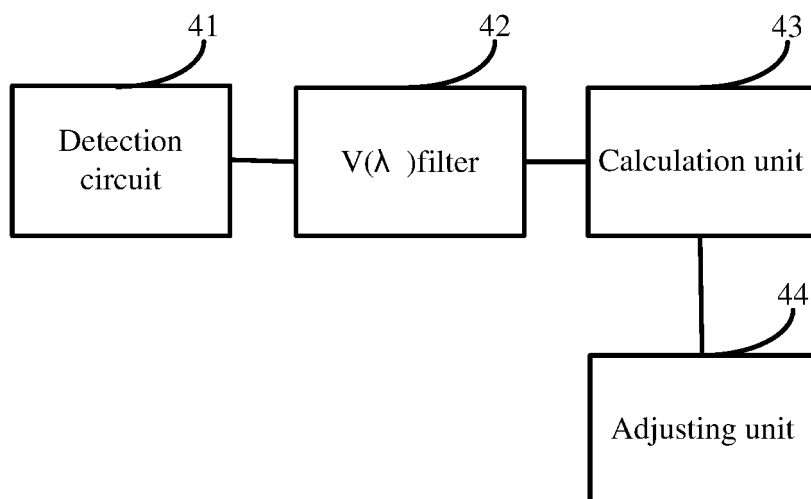 41
42
43
Detection
circuit
V(λ )filter
Calculation unit
44
Adjusting unit